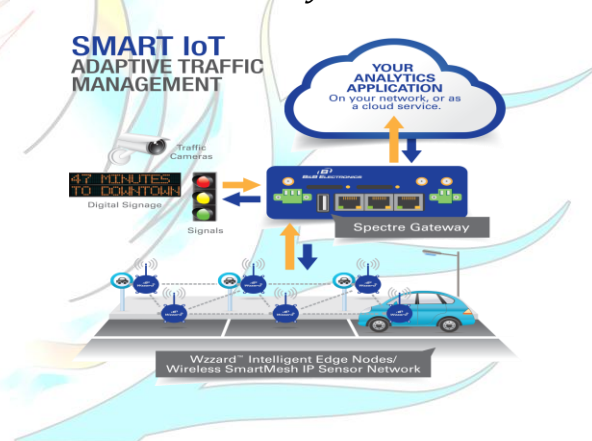 SMART IoT
ADAPTIVE TRAFFIC
MANAGEMENT
YOUR
ANALYTICS
APPLICATION
On your network, or as
a cloud service.
Traffic
Cameras
47 MINUTES
TO DOWNTOWN
Digital Signage
Signals
B&B ELECTRONICS
Spectre Gateway
Wzzard™ Intelligent Edge Nodes/
Wireless SmartMesh IP Sensor Network